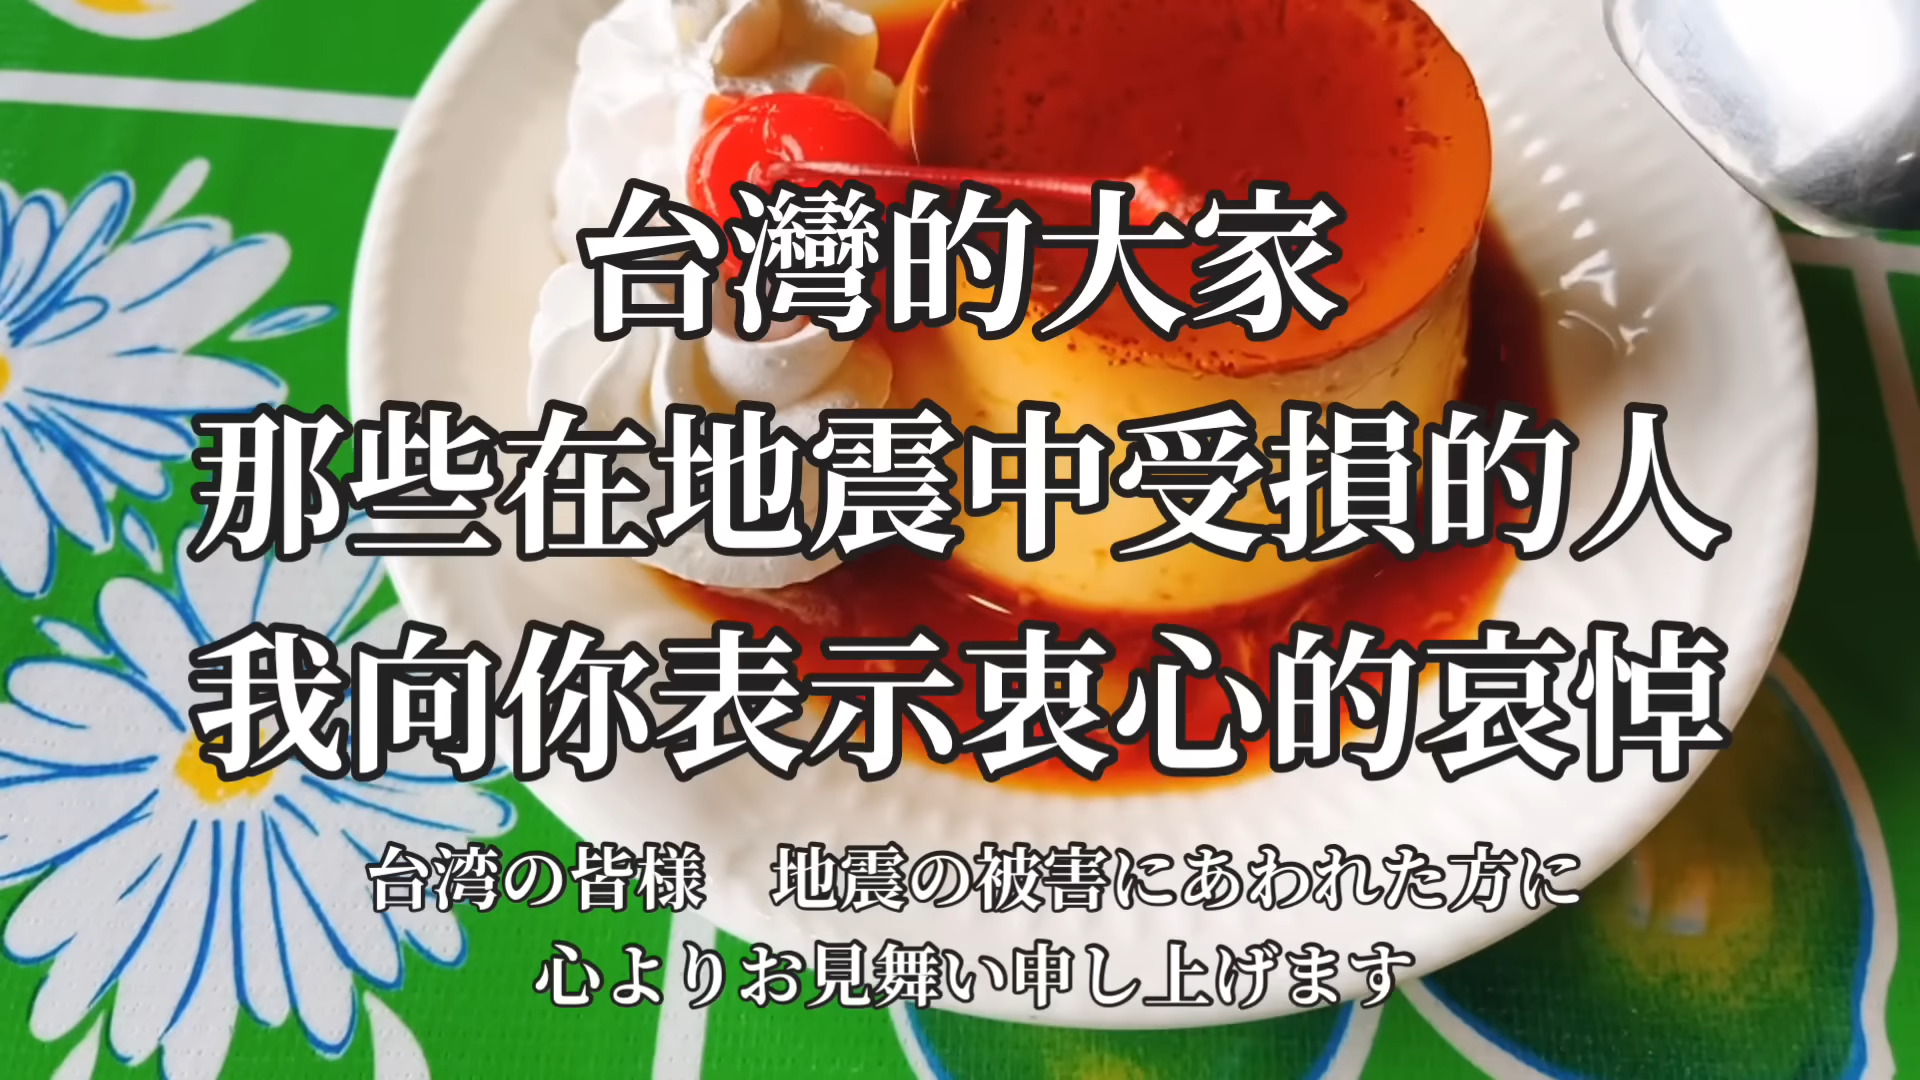 台灣的大家
那些在地震中受損的人
我向你表示衷心的哀悼
台湾の皆様　地震の被害にあわれた方に
心よりお見舞い申し上げます